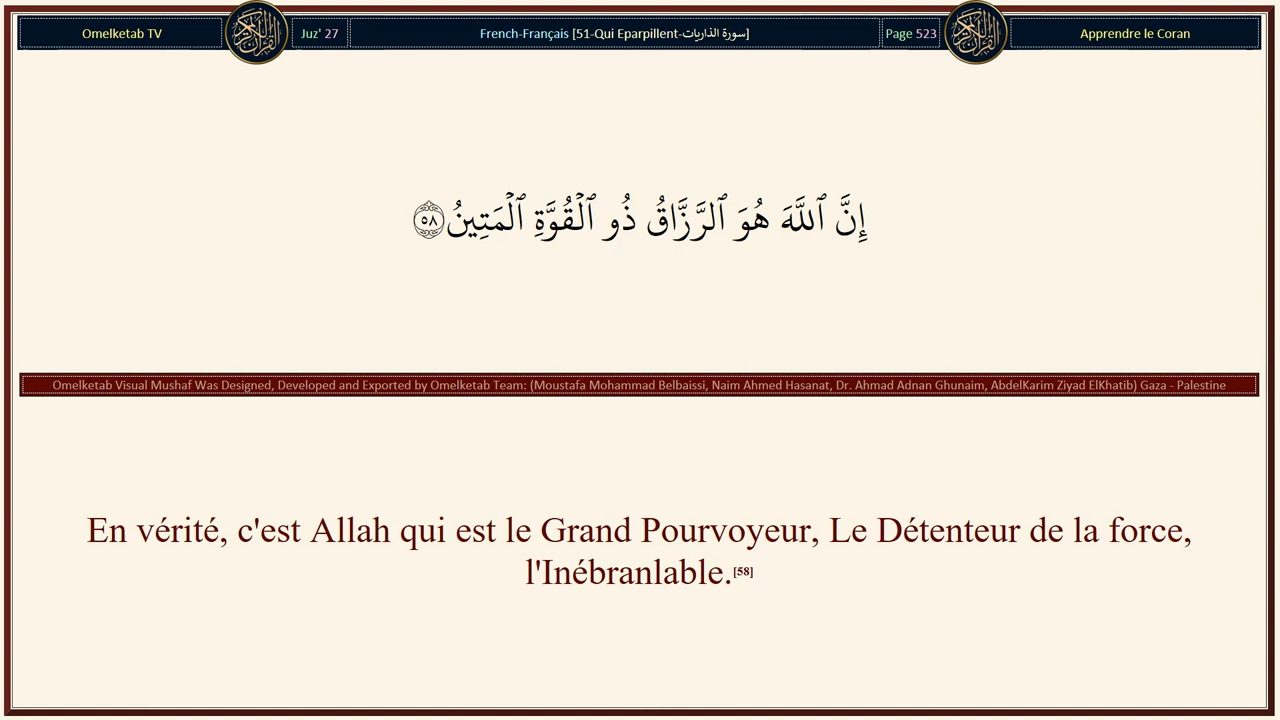 Omelketab TV
Juz' 27
French-Français [51-Qui Eparpillent-سورة الذاريات]
Page 523
Apprendre le Coran
إِنَّ ٱللَّهَ هُوَ ٱلرَّزَّاقُ ذُو ٱلۡقُوَّةِ ٱلۡمَتِينُ ٥٨
Omelketab Visual Mushaf Was Designed, Developed and Exported by Omelketab Team: (Moustafa Mohammad Belbaissi, Naim Ahmed Hasanat, Dr. Ahmad Adnan Ghunaim, AbdelKarim Ziyad ElKhatib) Gaza - Palestine
En vérité, c'est Allah qui est le Grand Pourvoyeur, Le Détenteur de la force,
l'Inébranlable.[58]